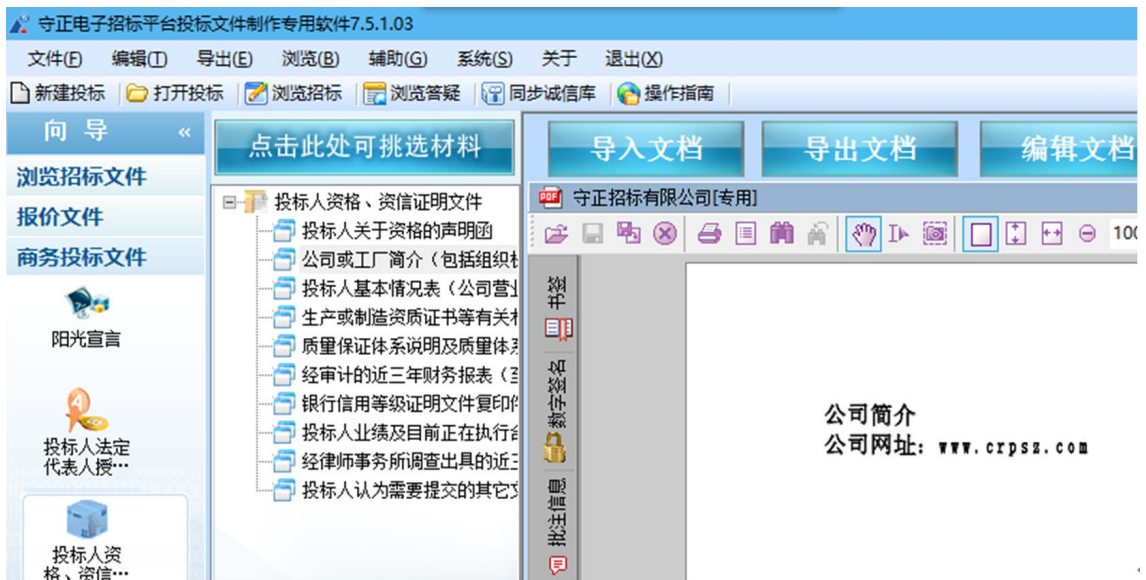 守正电子招标平台投标文件制作专用软件7.5.1.03
文件(F) 编辑(T) 导出(E) 浏览(B) 辅助(G) 系统(S) 关于 退出(X)
新建投标 打开投标 浏览招标 浏览答疑 同步诚信库 操作指南
向导 «
浏览招标文件
报价文件
商务投标文件
阳光宣言
投标人法定
代表人授…
投标人资
格、资信…
点击此处可挑选材料
投标人资格、资信证明文件
投标人关于资格的声明函
公司或工厂简介（包括组织
投标人基本情况表（公司营业
生产或制造资质证书等有关
质量保证体系说明及质量体系
经审计的近三年财务报表（至
银行信用等级证明文件复印件
投标人业绩及目前正在执行合
经律师事务所调查出具的近三
投标人认为需要提交的其它文
导入文档 导出文档 编辑文档
PDF 守正招标有限公司[专用]
100
书签
数字签名
批注信息
公司简介
公司网址: www.crpsz.com